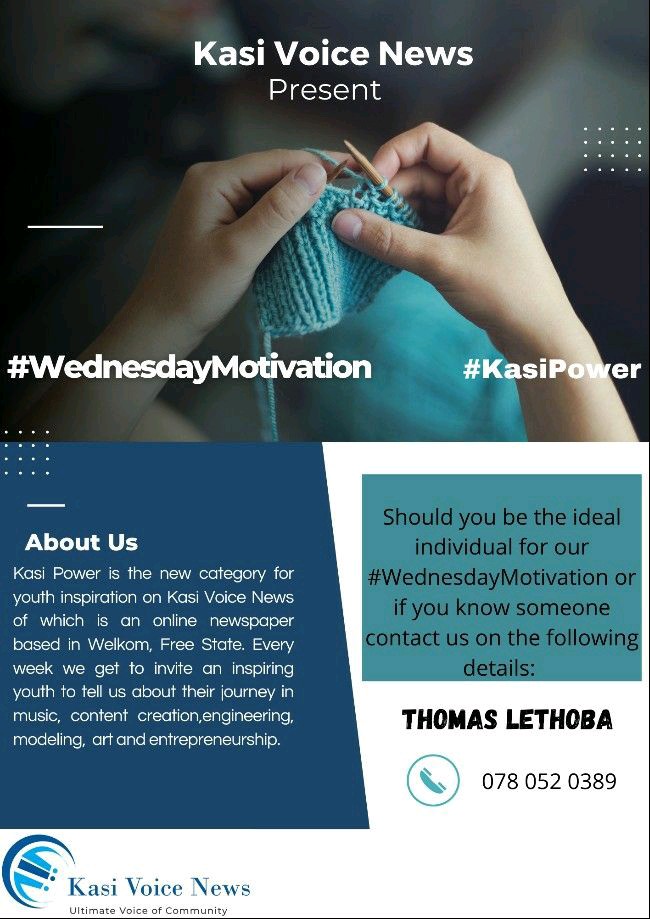 Kasi Voice News
Present
#WednesdayMotivation
#KasiPower
About Us
Kasi Power is the new category for
youth inspiration on Kasi Voice News
of which is an online newspaper
based in Welkom, Free State. Every
week we get to invite an inspiring
youth to tell us about their journey in
music, content creation,engineering,
modeling, art and entrepreneurship.
Should you be the ideal
individual for our
#WednesdayMotivation or
if you know someone
contact us on the following
details:
THOMAS LETHOBA
078 052 0389
Kasi Voice News
Ultimate Voice of Community